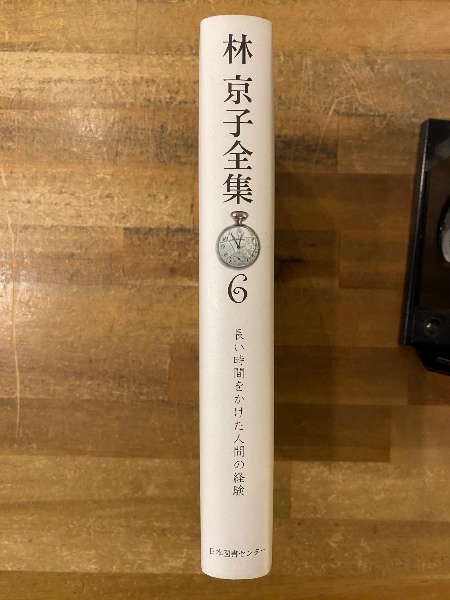 林京子全集
6
長い時間をかけた人間の経験
日本図書センター